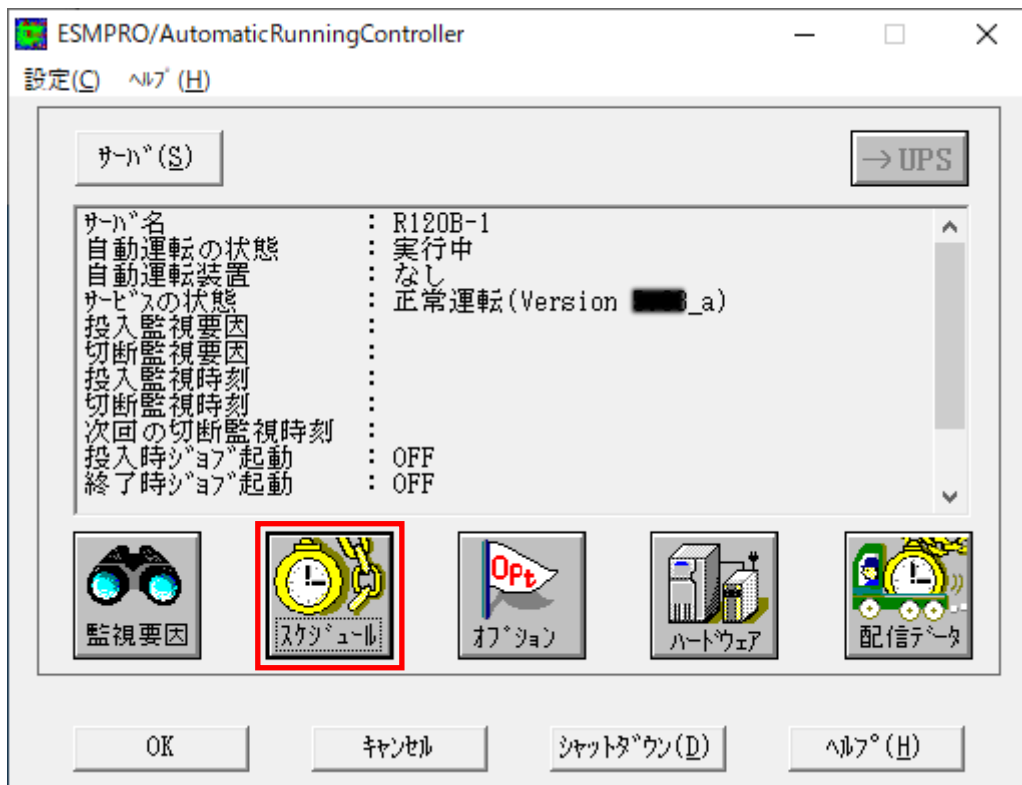 ESMPRO/AutomaticRunningController
設定(C) ﾍﾙﾌﾟ(H)
ｻｰﾊﾞ(S)
→UPS
ｻｰﾊﾞ名 : R120B-1
自動運転の状態 : 実行中
自動運転装置 : なし
ｻｰﾋﾞｽの状態 : 正常運転(Version _a)
投入監視要因 :
切断監視要因 :
投入監視時刻 :
切断監視時刻 :
次回の切断監視時刻 :
投入時ｼﾞｮﾌﾞ起動 : OFF
終了時ｼﾞｮﾌﾞ起動 : OFF
監視要因
ｽｹｼﾞｭｰﾙ
OPt
ｵﾌﾟｼｮﾝ
ﾊｰﾄﾞｳｪｱ
配信ﾃﾞｰﾀ
OK
ｷｬﾝｾﾙ
ｼｬｯﾄﾀﾞｳﾝ(D)
ﾍﾙﾌﾟ(H)